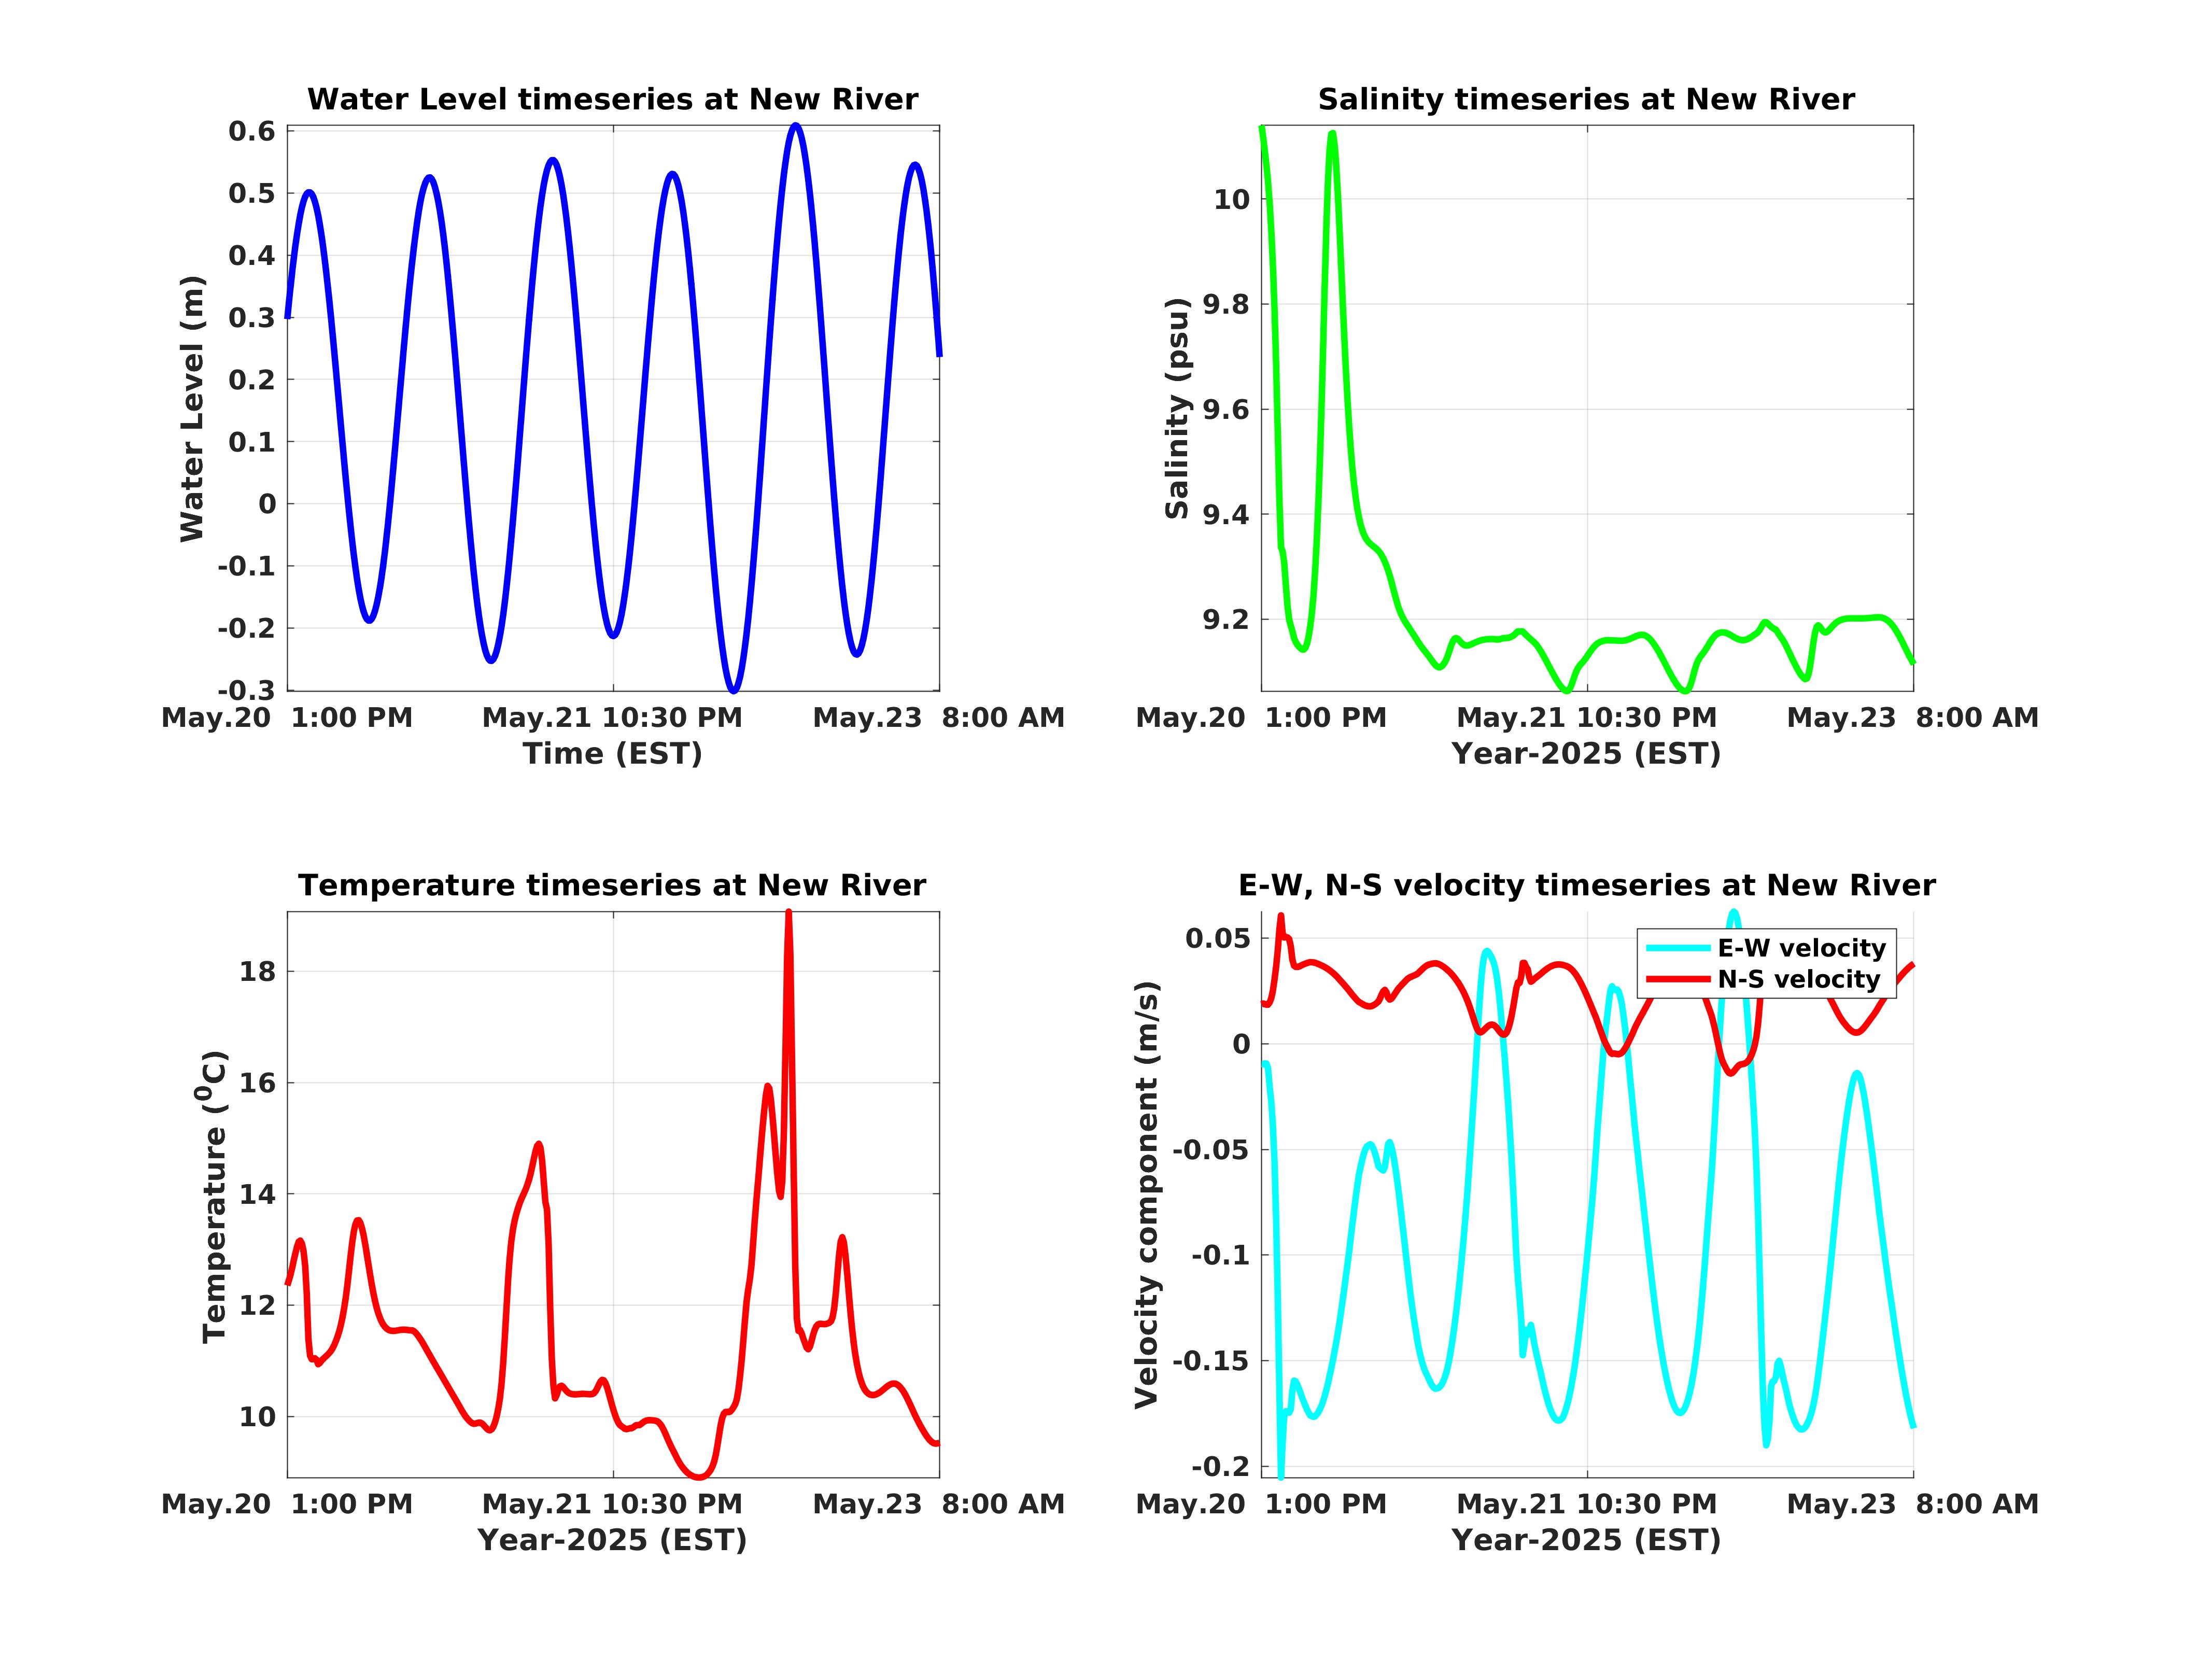 Water Level timeseries at New River
0.6
0.5
0.4
0.3
0.2
0.1
0
-0.1
-0.2
-0.3
Water Level (m)
May.20 1:00 PM
May.21 10:30 PM
May.23 8:00 AM
Time (EST)
Salinity timeseries at New River
10
9.8
9.6
9.4
9.2
Salinity (psu)
May.20 1:00 PM
May.21 10:30 PM
May.23 8:00 AM
Year-2025 (EST)
Temperature timeseries at New River
18
16
14
12
10
Temperature (⁰C)
May.20 1:00 PM
May.21 10:30 PM
May.23 8:00 AM
Year-2025 (EST)
E-W, N-S velocity timeseries at New River
E-W velocity
N-S velocity
0.05
0
-0.05
-0.1
-0.15
-0.2
Velocity component (m/s)
May.20 1:00 PM
May.21 10:30 PM
May.23 8:00 AM
Year-2025 (EST)